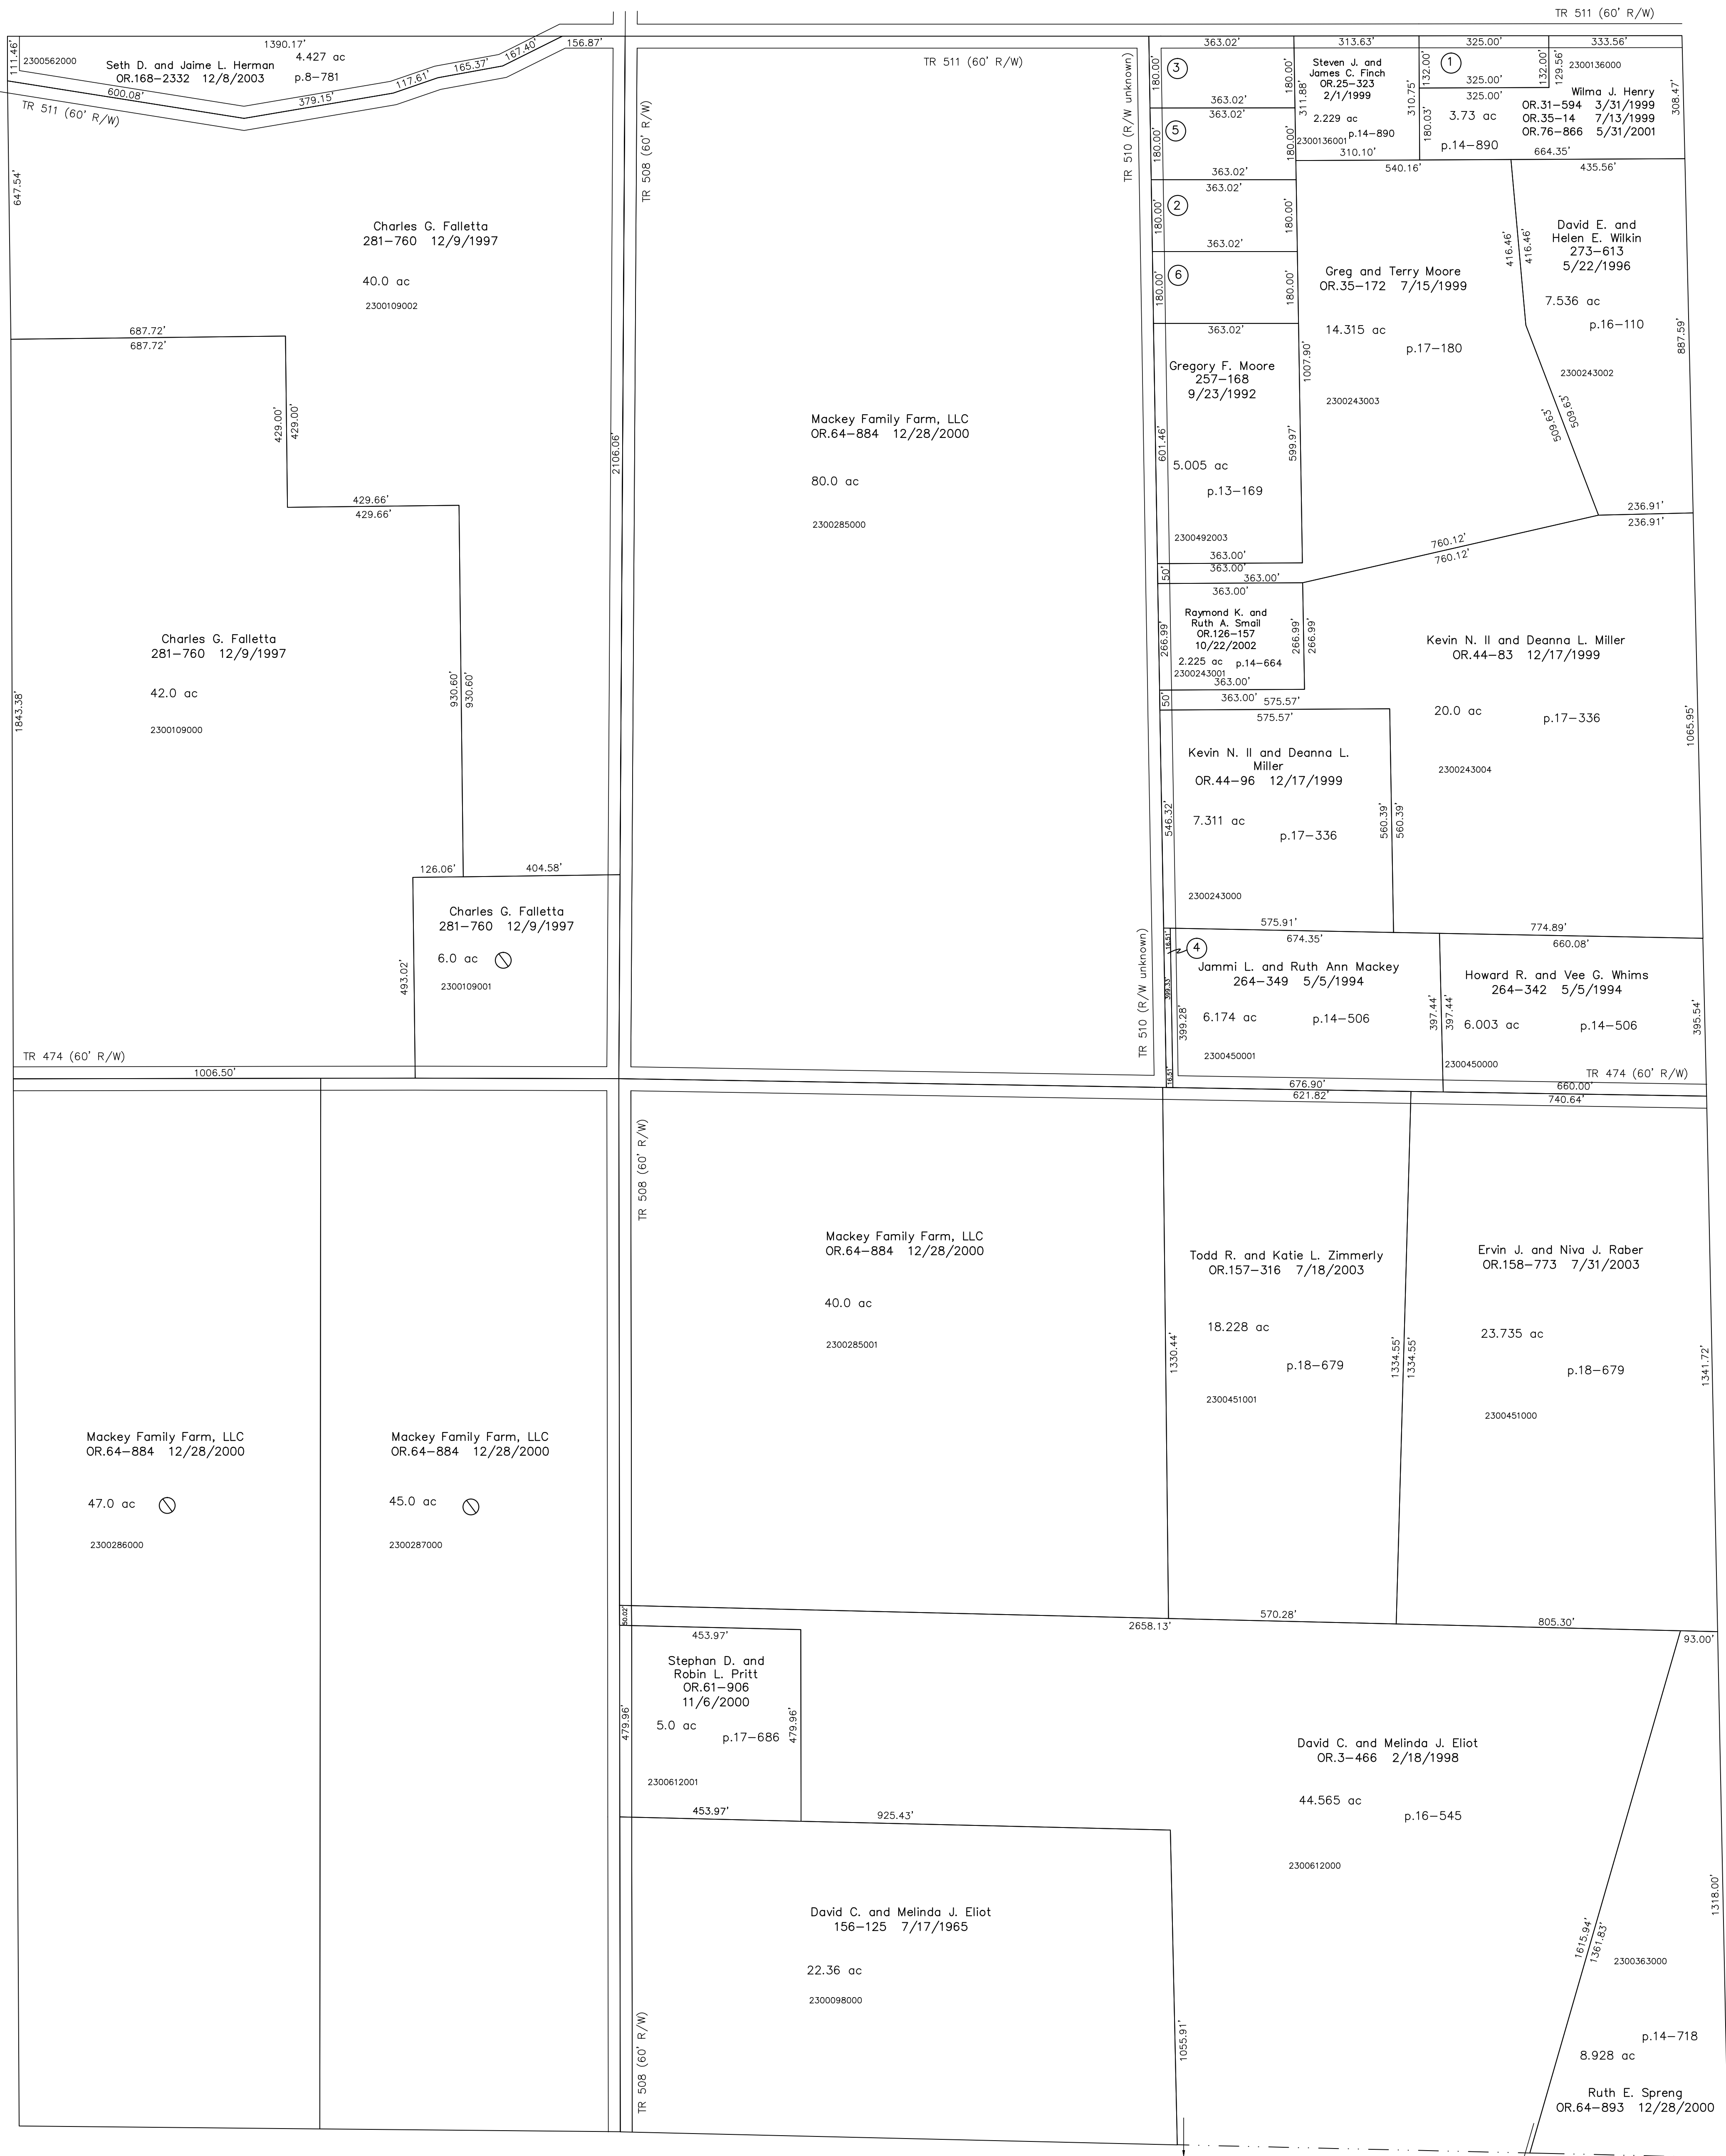 TR 511 (60' R/W)
1390.17'
156.87'
111.46'
2300562000
Seth D. and Jaime L. Herman
4.427 ac
OR.168-2332 12/8/2003
p.8-781
600.08'
379.15'
117.61'
165.37'
167.40'
TR 511 (60' R/W)
647.54'
Charles G. Falletta
281-760 12/9/1997
40.0 ac
2300109002
687.72'
687.72'
429.00'
429.00'
429.66'
429.66'
Charles G. Falletta
281-760 12/9/1997
42.0 ac
2300109000
1843.38'
930.60'
930.60'
126.06'
404.58'
Charles G. Falletta
281-760 12/9/1997
6.0 ac
2300109001
493.02'
TR 474 (60' R/W)
1006.50'
2106.06'
TR 508 (60' R/W)
TR 511 (60' R/W)
TR 510 (R/W unknown)
Mackey Family Farm, LLC
OR.64-884 12/28/2000
80.0 ac
2300285000
TR 510 (R/W unknown)
363.02'
313.63'
325.00'
333.56'
3
180.00'
180.00'
363.02'
363.02'
5
180.00'
180.00'
363.02'
363.02'
2
180.00'
180.00'
363.02'
6
180.00'
180.00'
363.02'
Steven J. and
James C. Finch
OR.25-323
2/1/1999
2.229 ac
p.14-890
2300136001
311.88'
310.75'
310.10'
1
132.00'
132.00'
325.00'
325.00'
129.56'
2300136000
Wilma J. Henry
OR.31-594 3/31/1999
OR.35-14 7/13/1999
OR.76-866 5/31/2001
3.73 ac
p.14-890
180.03'
308.47'
664.35'
540.16'
435.56'
Gregory F. Moore
257-168
9/23/1992
5.005 ac
p.13-169
2300492003
601.46'
599.97'
363.00'
363.00'
363.00'
50'
Greg and Terry Moore
OR.35-172 7/15/1999
14.315 ac
p.17-180
2300243003
1007.90'
416.46'
416.46'
509.63'
509.63'
David E. and
Helen E. Wilkin
273-613
5/22/1996
7.536 ac
p.16-110
2300243002
887.59'
236.91'
236.91'
760.12'
760.12'
363.00'
Raymond K. and
Ruth A. Smail
OR.126-157
10/22/2002
2.225 ac p.14-664
2300243001
266.99'
266.99'
266.99'
363.00'
363.00'
50'
575.57'
575.57'
Kevin N. II and Deanna L. Miller
OR.44-83 12/17/1999
20.0 ac
p.17-336
2300243004
1065.95'
Kevin N. II and Deanna L.
Miller
OR.44-96 12/17/1999
7.311 ac
p.17-336
2300243000
546.32'
560.39'
560.39'
575.91'
774.89'
16.51'
4
674.35'
660.08'
Jammi L. and Ruth Ann Mackey
264-349 5/5/1994
6.174 ac
p.14-506
2300450001
399.33'
399.28'
16.51'
397.44'
397.44'
Howard R. and Vee G. Whims
264-342 5/5/1994
6.003 ac
p.14-506
2300450000
395.54'
TR 474 (60' R/W)
676.90'
660.00'
621.82'
740.64'
TR 508 (60' R/W)
Mackey Family Farm, LLC
OR.64-884 12/28/2000
40.0 ac
2300285001
Todd R. and Katie L. Zimmerly
OR.157-316 7/18/2003
18.228 ac
p.18-679
2300451001
1330.44'
1334.55'
1334.55'
Ervin J. and Niva J. Raber
OR.158-773 7/31/2003
23.735 ac
p.18-679
2300451000
1341.72'
Mackey Family Farm, LLC
OR.64-884 12/28/2000
47.0 ac
2300286000
Mackey Family Farm, LLC
OR.64-884 12/28/2000
45.0 ac
2300287000
50.02'
570.28'
805.30'
2658.13'
93.00'
453.97'
Stephan D. and
Robin L. Pritt
OR.61-906
11/6/2000
5.0 ac
p.17-686
2300612001
479.96'
479.96'
453.97'
925.43'
David C. and Melinda J. Eliot
OR.3-466 2/18/1998
44.565 ac
p.16-545
2300612000
David C. and Melinda J. Eliot
156-125 7/17/1965
22.36 ac
2300098000
TR 508 (60' R/W)
1055.91'
1615.94'
1361.83'
1318.00'
2300363000
p.14-718
8.928 ac
Ruth E. Spreng
OR.64-893 12/28/2000